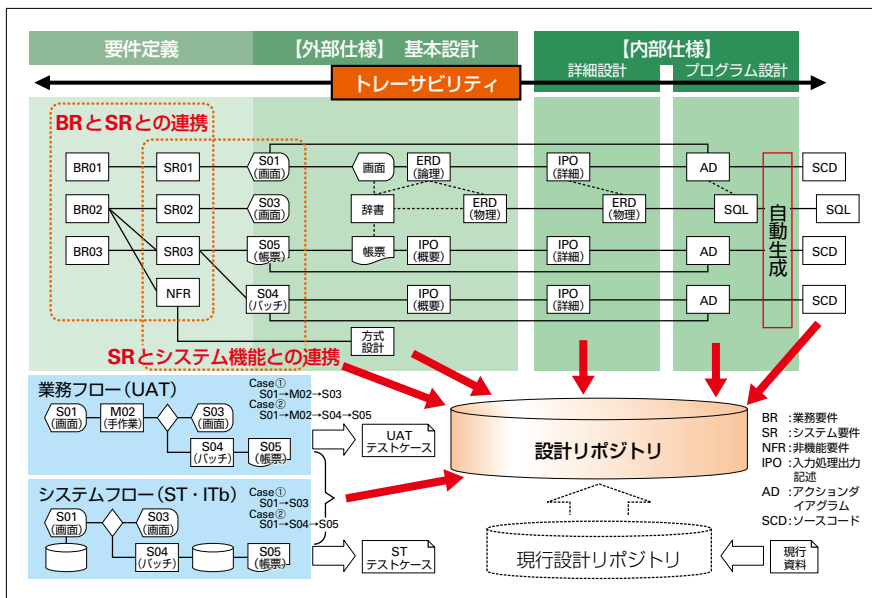 要件定義
【外部仕様】 基本設計
【内部仕様】
詳細設計
プログラム設計
トレーサビリティ
BRとSRとの連携
BR01
SR01
S01
(画面)
画面
ERD
(論理)
IPO
(詳細)
AD
SCD
BR02
SR02
S03
(画面)
辞書
ERD
(物理)
ERD
(物理)
SQL
SQL
BR03
SR03
S05
(帳票)
帳票
IPO
(概要)
IPO
(詳細)
AD
SCD
自動生成
NFR
S04
(バッチ)
IPO
(概要)
IPO
(詳細)
AD
SCD
方式
設計
SRとシステム機能との連携
業務フロー(UAT)
Case①
S01→M02→S03
Case②
S01→M02→S04→S05
S01
(画面)
M02
(手作業)
S03
(画面)
S04
(バッチ)
S05
(帳票)
UAT
テストケース
システムフロー(ST・ITb)
Case①
S01→S03
Case②
S01→S04→S05
S01
(画面)
S03
(画面)
S04
(バッチ)
S05
(帳票)
ST
テストケース
設計リポジトリ
現行設計リポジトリ
現行
資料
BR :業務要件
SR :システム要件
NFR:非機能要件
IPO :入力処理出力
記述
AD :アクションダ
イアグラム
SCD:ソースコード